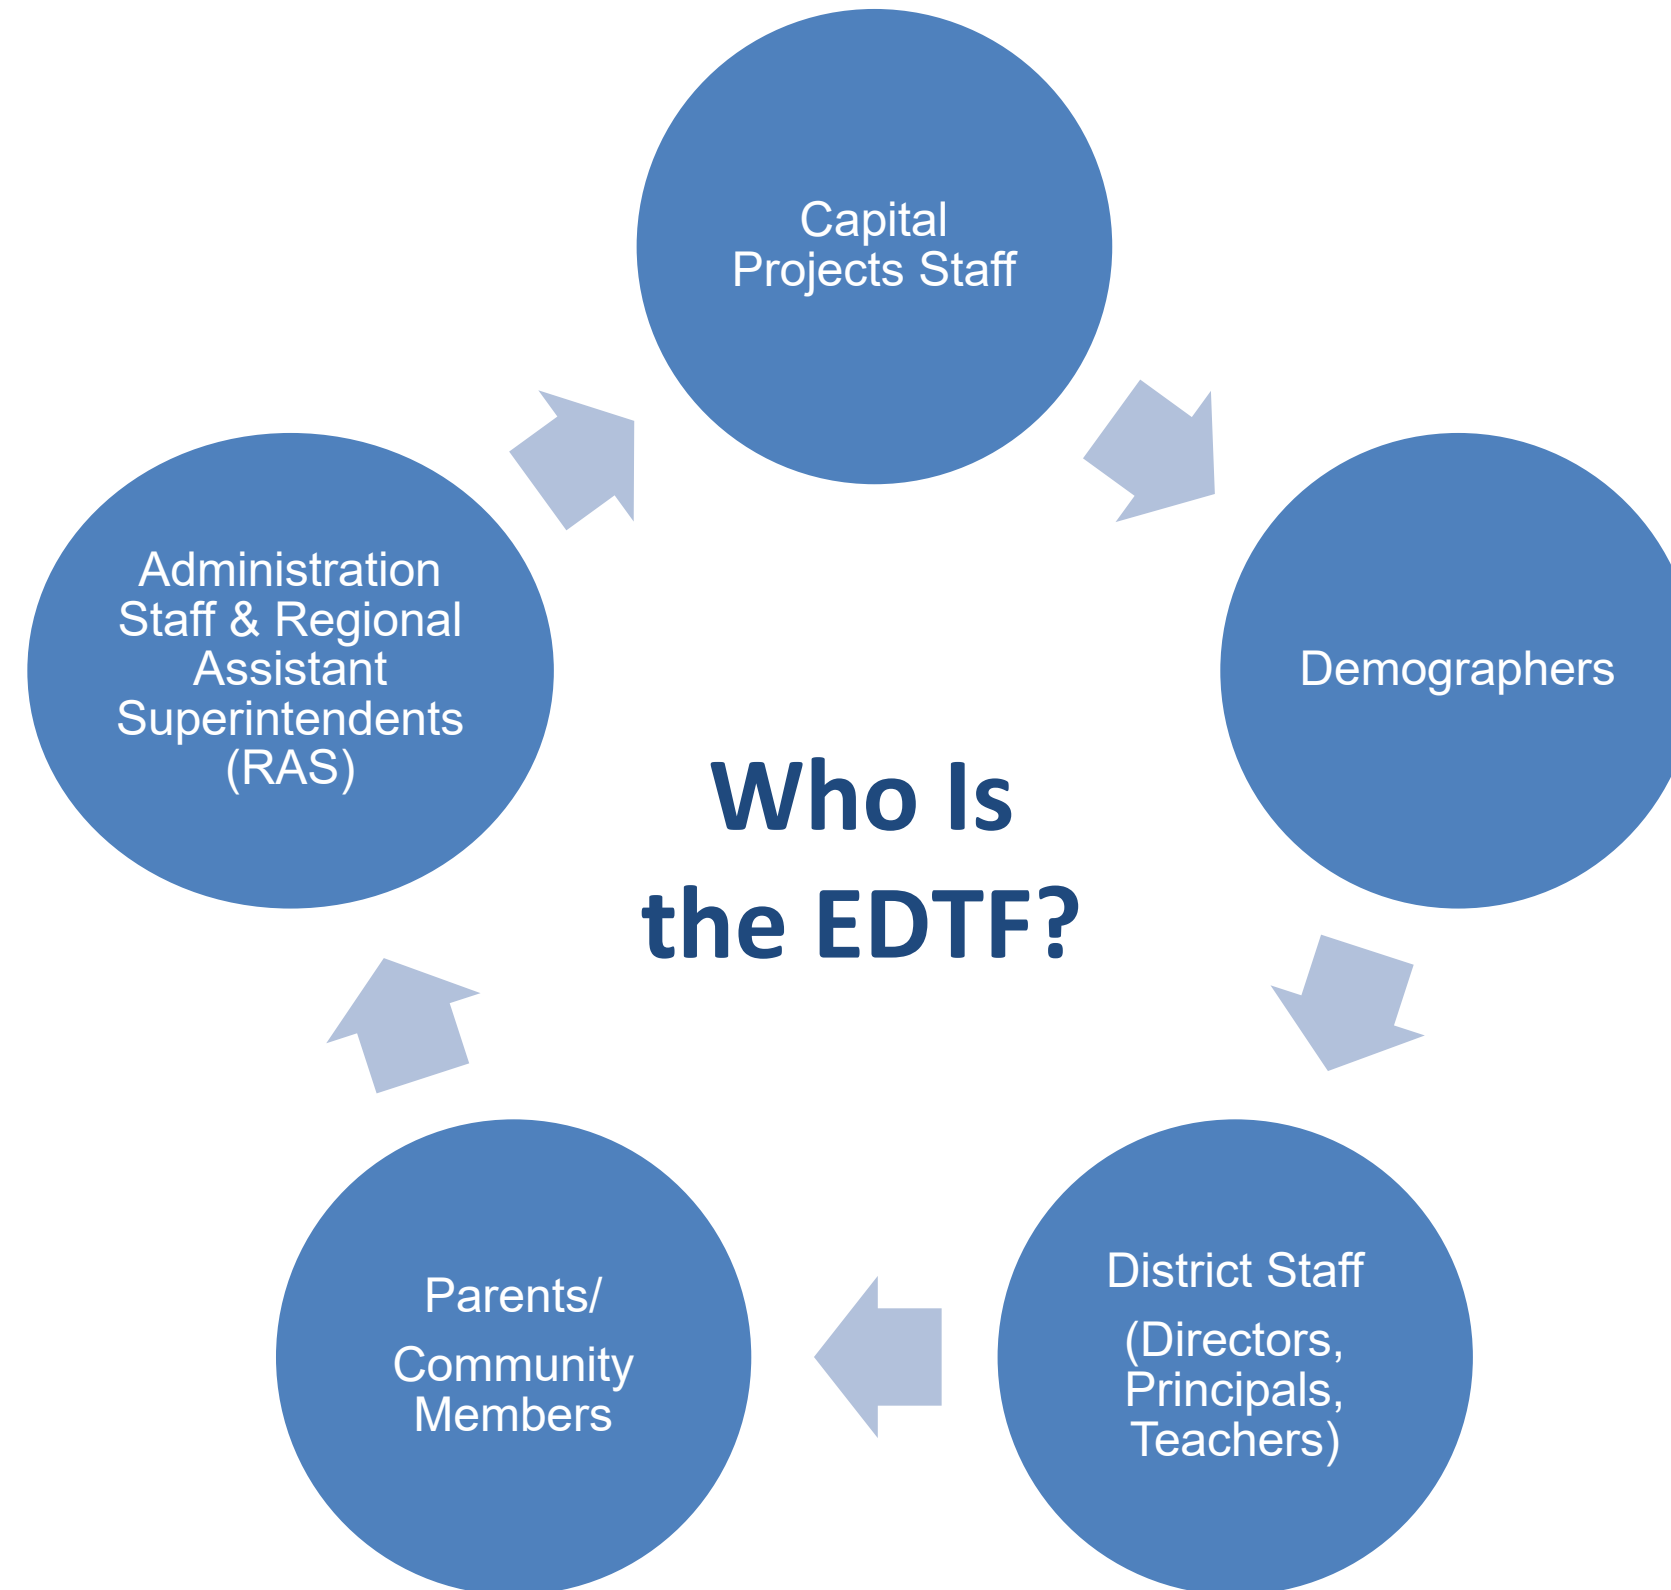 Capital
Projects Staff
Demographers
District Staff
(Directors,
Principals,
Teachers)
Parents/
Community
Members
Administration
Staff & Regional
Assistant
Superintendents
(RAS)
Who Is
the EDTF?